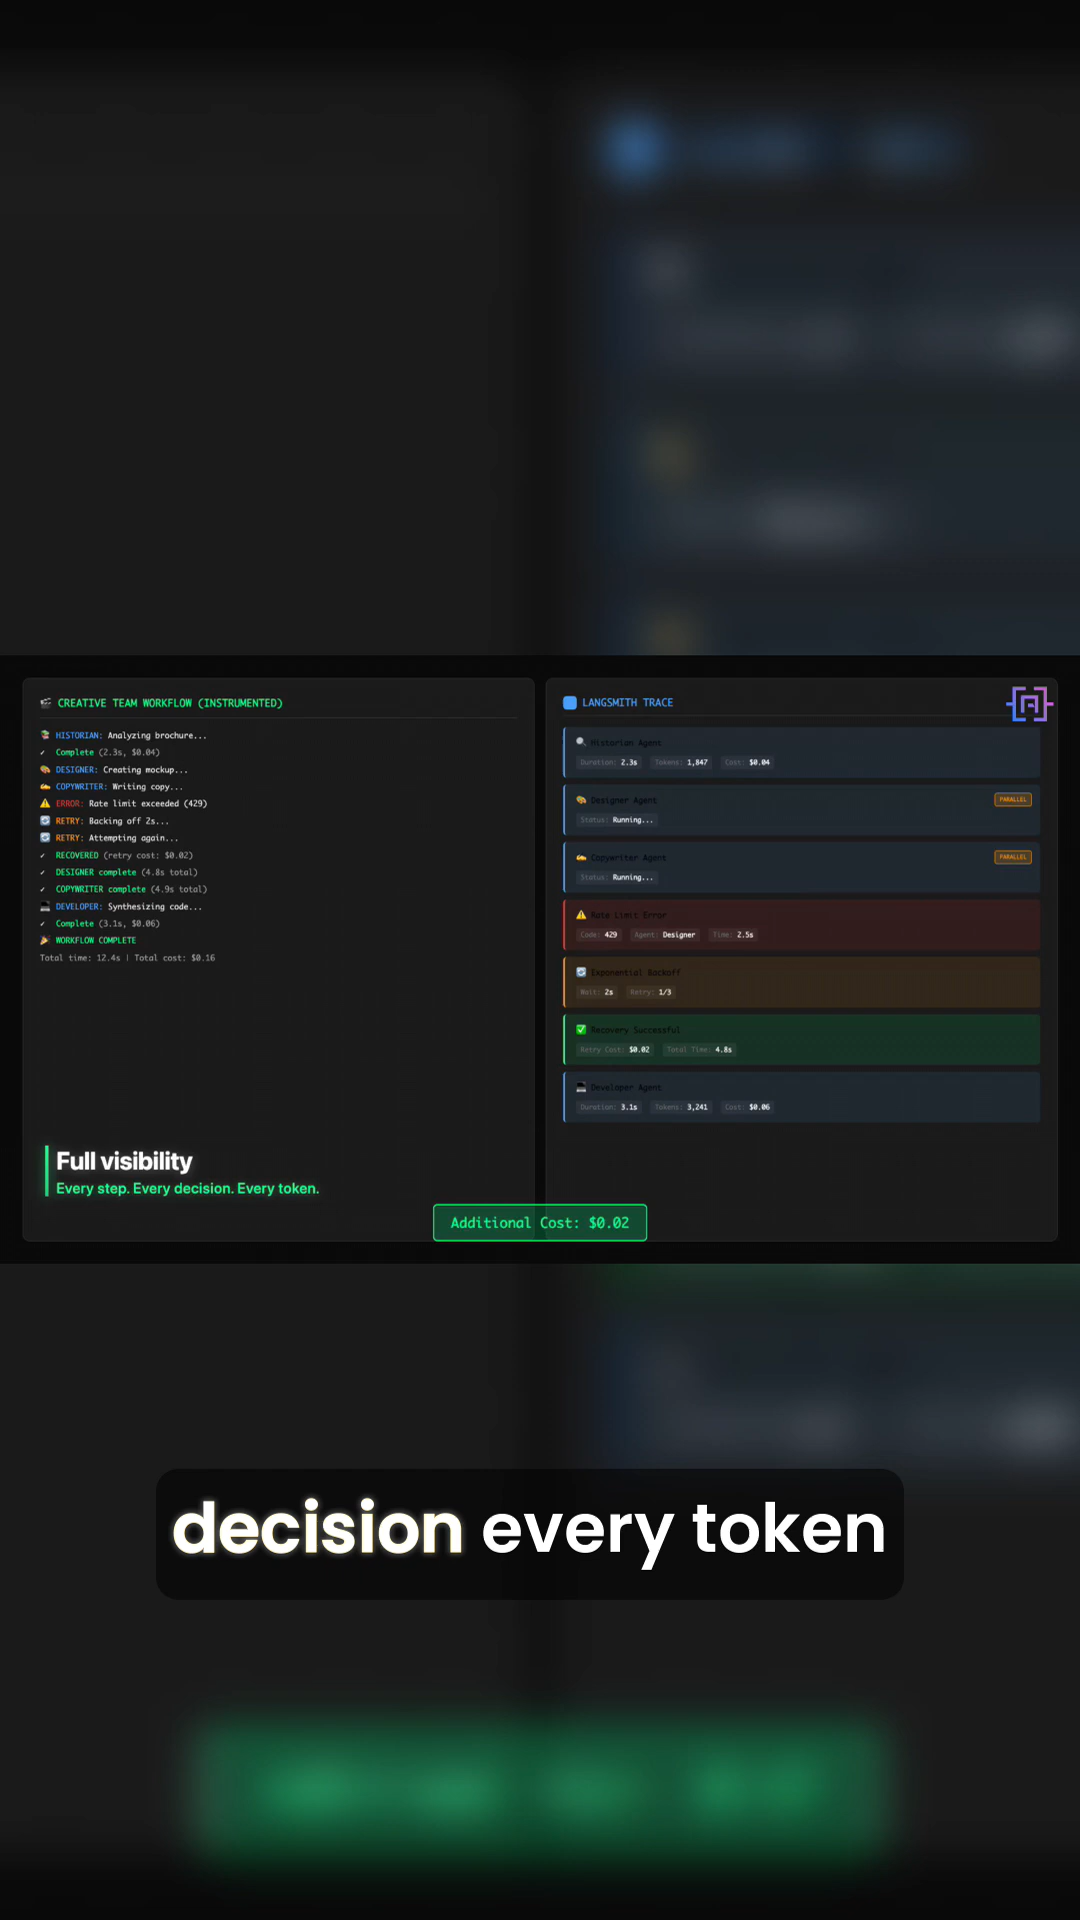 CREATIVE TEAM WORKFLOW (INSTRUMENTED)
HISTORIAN: Analyzing brochure...
✓ Complete (2.3s, $0.04)
DESIGNER: Creating mockup...
COPYWRITER: Writing copy...
ERROR: Rate limit exceeded (429)
RETRY: Backing off 2s...
RETRY: Attempting again...
✓ RECOVERED (retry cost: $0.02)
✓ DESIGNER complete (4.8s total)
✓ COPYWRITER complete (4.9s total)
DEVELOPER: Synthesizing code...
✓ Complete (3.1s, $0.06)
WORKFLOW COMPLETE
Total time: 12.4s | Total cost: $0.16
Full visibility
Every step. Every decision. Every token.
LANGSMITH TRACE
Historian Agent
Duration: 2.3s Tokens: 1,847 Cost: $0.04
Designer Agent
PARALLEL
Status: Running...
Copywriter Agent
PARALLEL
Status: Running...
Rate Limit Error
Code: 429 Agent: Designer Time: 2.5s
Exponential Backoff
Wait: 2s Retry: 1/3
Recovery Successful
Retry Cost: $0.02 Total Time: 4.8s
Developer Agent
Duration: 3.1s Tokens: 3,241 Cost: $0.06
Additional Cost: $0.02
decision every token